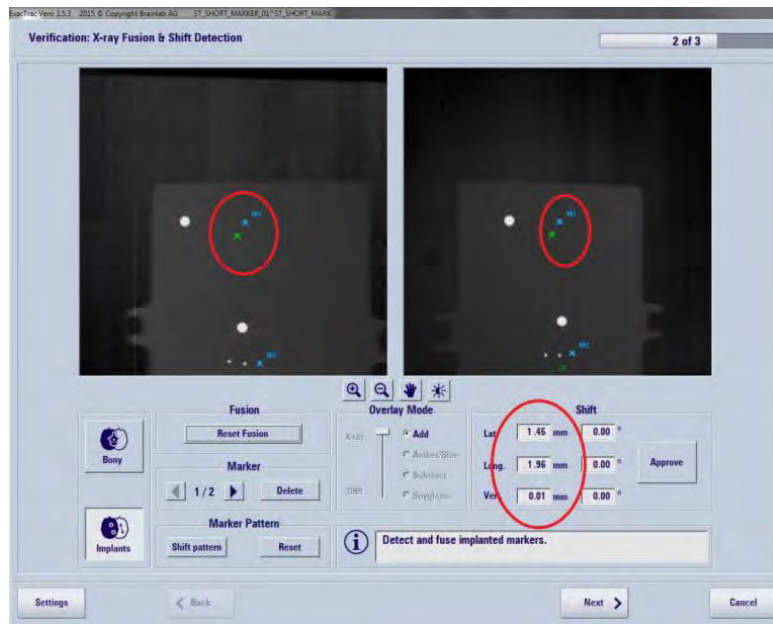 ExacTrac Vero 3.5.3 2015 © Copyright Brainlab AG ST_SHORT_MARKER_01^ST_SHORT_MARK
Verification: X-ray Fusion & Shift Detection
2 of 3
M1
M1
M2
M2
Fusion
Overlay Mode
Shift
Reset Fusion
X-ray
Add
Lat.
1.46 mm
0.00 °
Bony
Amber/Blue
Marker
Subtract
Long.
1.96 mm
0.00 °
Approve
1/2
Delete
DRR
Spyglass
Vert.
0.01 mm
0.00 °
Marker Pattern
Implants
Shift pattern
Reset
Detect and fuse implanted markers.
Settings
Back
Next
Cancel